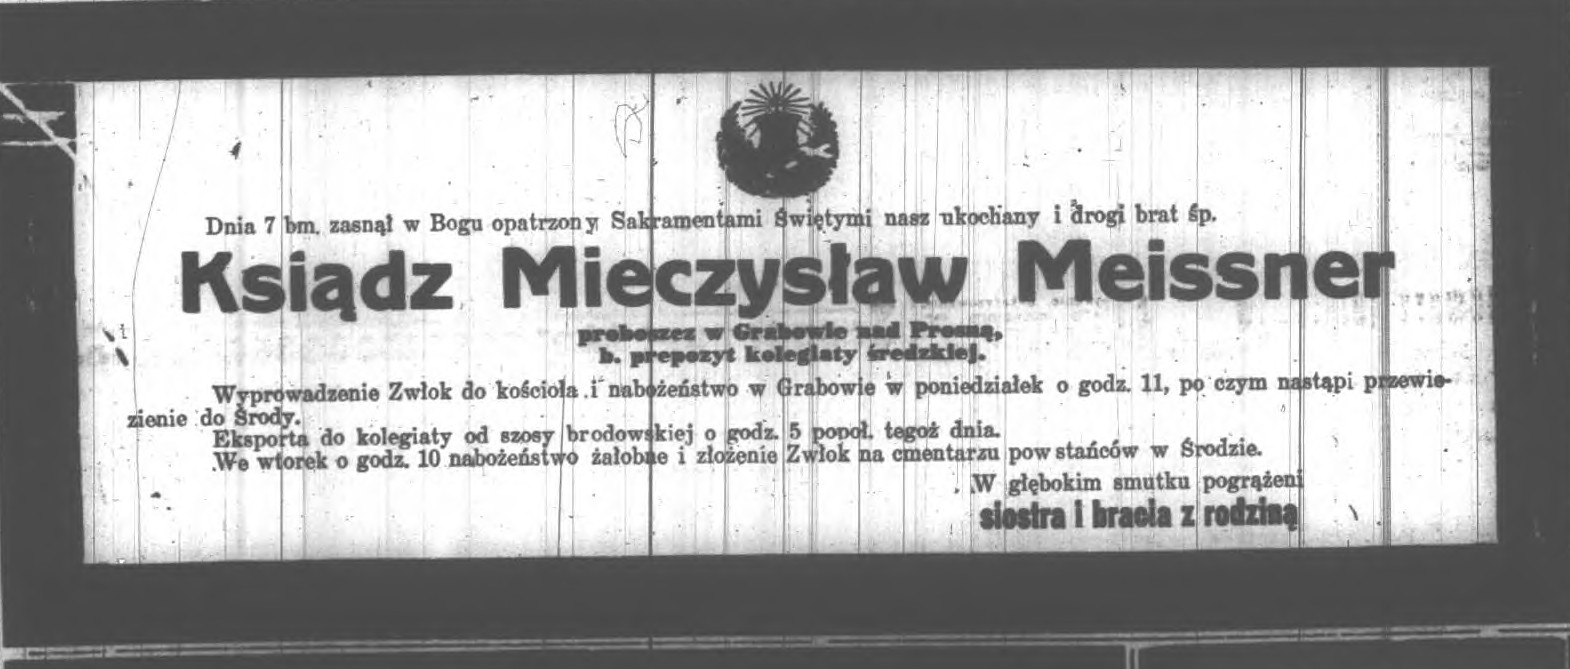 Dnia 7 bm. zasnął w Bogu opatrzony Sakramentami Świętymi nasz ukochany i drogi brat śp.
Ksiądz Mieczysław Meissner
proboszcz w Grabowie nad Prosną,
b. prepozyt kolegiaty średzkiej.
Wyprowadzenie Zwłok do kościoła i nabożeństwo w Grabowie w poniedziałek o godz. 11, po czym nastąpi przewie-
zienie do Środy.
Eksporta do kolegiaty od szosy brodowskiej o godz. 5 popoł. tegoż dnia.
We wtorek o godz. 10 nabożeństwo żałobne i złożenie Zwłok na cmentarzu powstańców w Środzie.
W głębokim smutku pogrążeni
siostra i bracia z rodziną